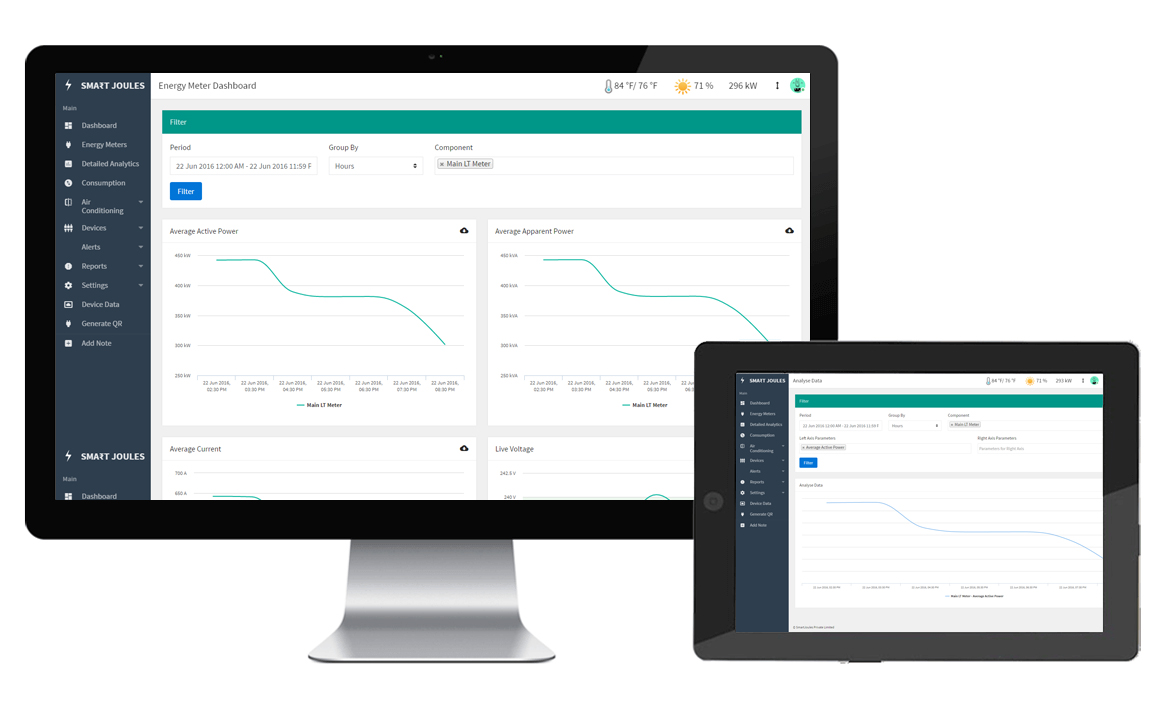 SMART JOULES
Energy Meter Dashboard
84 °F/ 76 °F
71 %
296 kW
Main
Dashboard
Energy Meters
Detailed Analytics
Consumption
Air
Conditioning
Devices
Alerts
Reports
Settings
Device Data
Generate QR
Add Note
SMART JOULES
Main
Dashboard
Filter
Period
Group By
Component
22 Jun 2016 12:00 AM - 22 Jun 2016 11:59 F
Hours
× Main LT Meter
Filter
Average Active Power
450 kW
400 kW
350 kW
300 kW
250 kW
22 Jun 2016, 22 Jun 2016, 22 Jun 2016, 22 Jun 2016, 22 Jun 2016, 22 Jun 2016, 22 Jun 2016,
02:30 PM 03:30 PM 04:30 PM 05:30 PM 06:30 PM 07:30 PM 08:30 PM
Main LT Meter
Average Apparent Power
450 kVA
400 kVA
350 kVA
300 kVA
250 kVA
22 Jun 2016, 22 Jun 2016, 22 Jun 2016, 22 Jun 2016,
02:30 PM 03:30 PM 04:30 PM 05:30 PM
Main LT Meter
Average Current
700 A
650 A
Live Voltage
242.5 V
240 V
SMART JOULES
Analyse Data
84 °F/ 76 °F
71 %
293 kW
Main
Dashboard
Energy Meters
Detailed Analytics
Consumption
Air
Conditioning
Devices
Alerts
Reports
Settings
Device Data
Generate QR
Add Note
Filter
Period
Group By
Component
22 Jun 2016 12:00 AM - 22 Jun 2016 11:59 F
Hours
× Main LT Meter
Left Axis Parameters
Right Axis Parameters
× Average Active Power
Parameters for Right Axis
Filter
Analyse Data
Main LT Meter - Average Active Power
© Smart Joules Private Limited